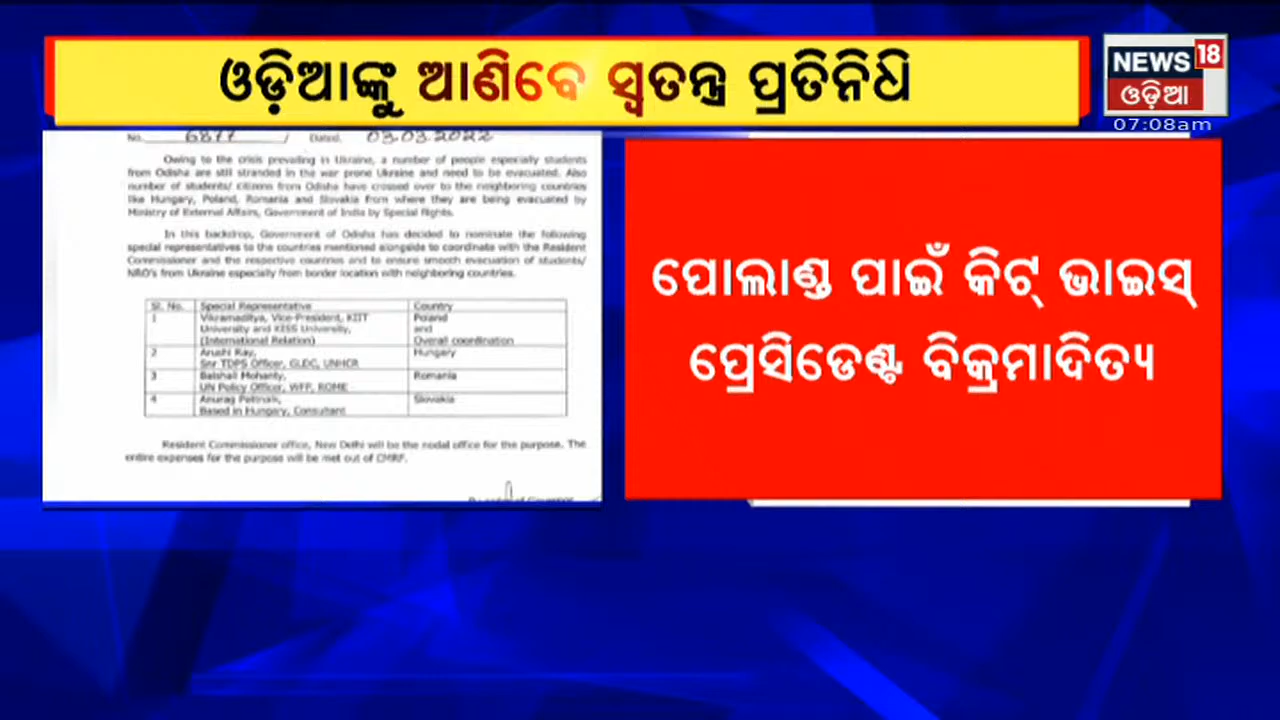 ଓଡ଼ିଆଙ୍କୁ ଆଣିବେ ସ୍ୱତନ୍ତ୍ର ପ୍ରତିନିଧି
NEWS 18
ଓଡ଼ିଆ
07:08am
No. 6877 / Dated. 03.03.2022
Owing to the crisis prevailing in Ukraine, a number of people especially students
from Odisha are still stranded in the war prone Ukraine and need to be evacuated. Also
number of students/ citizens from Odisha have crossed over to the neighboring countries
like Hungary, Poland, Romania and Slovakia from where they are being evacuated by
Ministry of External Affairs, Government of India by Special flights.
In this backdrop, Government of Odisha has decided to nominate the following
special representatives to the countries mentioned alongside to coordinate with the Resident
Commissioner and the respective countries and to ensure smooth evacuation of students/
NRO's from Ukraine especially from border location with neighboring countries.
Sl. No. Special Representative Country
1 Vikramaditya, Vice-President, KIIT Poland
University and KISS University, and
(International Relation) Overall coordination
2 Arushi Ray, Hungary
Snr TDPS Officer, GLDC, UNHCR
3 Baishali Mohanty, Romania
UN Policy Officer, WFP, ROME
4 Anurag Patnaik, Slovakia
Based in Hungary, Consultant
Resident Commissioner office, New Delhi will be the nodal office for the purpose. The
entire expenses for the purpose will be met out of CMRF.
ପୋଲାଣ୍ଡ ପାଇଁ କିଟ୍ ଭାଇସ୍
ପ୍ରେସିଡେଣ୍ଟ ବିକ୍ରମାଦିତ୍ୟ